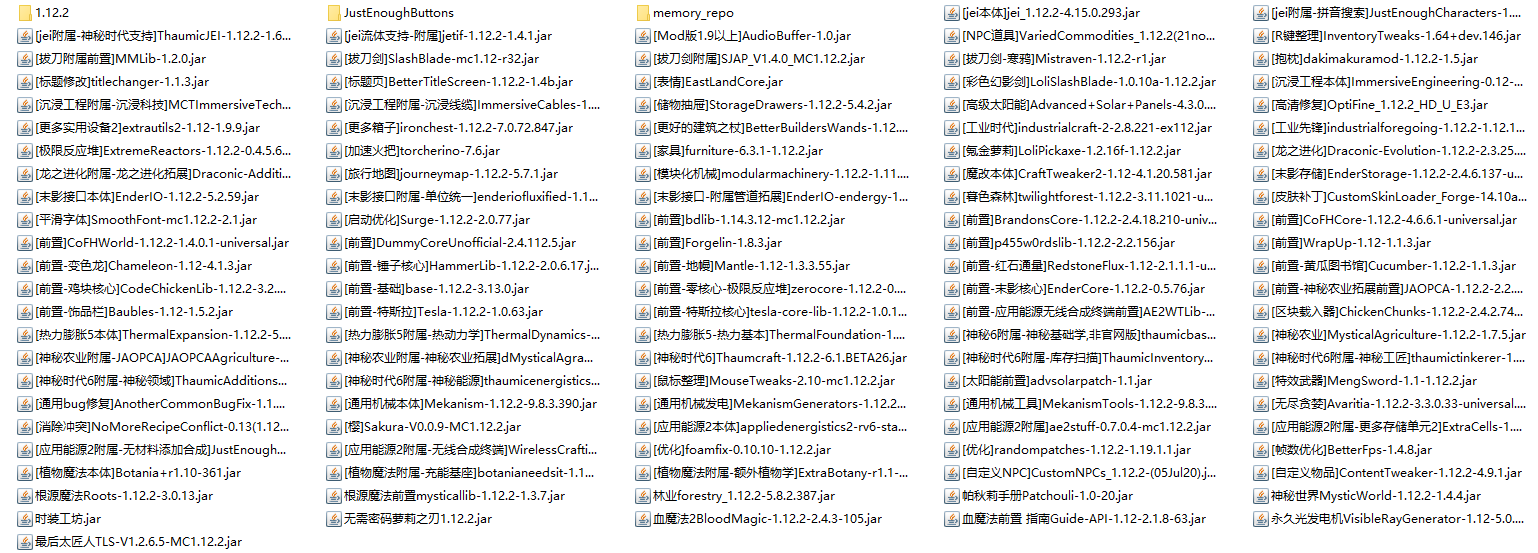 1.12.2
JustEnoughButtons
memory_repo
[jei本体]jei_1.12.2-4.15.0.293.jar
[jei附属-拼音搜索]JustEnoughCharacters-1....
[jei附属-神秘时代支持]ThaumicJEI-1.12.2-1.6...
[jei流体支持-附属]jetif-1.12.2-1.4.1.jar
[Mod版1.9以上]AudioBuffer-1.0.jar
[NPC道具]VariedCommodities_1.12.2(21no...
[R键整理]InventoryTweaks-1.64+dev.146.jar
[拔刀附属前置]MMLib-1.2.0.jar
[拔刀剑]SlashBlade-mc1.12-r32.jar
[拔刀剑附属]SJAP_V1.4.0_MC1.12.2.jar
[拔刀剑-寒鸦]Mistraven-1.12.2-r1.jar
[抱枕]dakimakuramod-1.12.2-1.5.jar
[标题修改]titlechanger-1.1.3.jar
[标题页]BetterTitleScreen-1.12.2-1.4b.jar
[表情]EastLandCore.jar
[彩色幻影剑]LoliSlashBlade-1.0.10a-1.12.2.jar
[沉浸工程本体]ImmersiveEngineering-0.12-...
[沉浸工程附属-沉浸科技]MCTImmersiveTech...
[沉浸工程附属-沉浸线缆]ImmersiveCables-1....
[储物抽屉]StorageDrawers-1.12.2-5.4.2.jar
[高级太阳能]Advanced+Solar+Panels-4.3.0....
[高清修复]OptiFine_1.12.2_HD_U_E3.jar
[更多实用设备2]extrautils2-1.12-1.9.9.jar
[更多箱子]ironchest-1.12.2-7.0.72.847.jar
[更好的建筑之杖]BetterBuildersWands-1.12....
[工业时代]industrialcraft-2-2.8.221-ex112.jar
[工业先锋]industrialforegoing-1.12.2-1.12.1...
[极限反应堆]ExtremeReactors-1.12.2-0.4.5.6...
[加速火把]torcherino-7.6.jar
[家具]furniture-6.3.1-1.12.2.jar
[氪金萝莉]LoliPickaxe-1.2.16f-1.12.2.jar
[龙之进化]Draconic-Evolution-1.12.2-2.3.25....
[龙之进化附属-龙之进化拓展]Draconic-Additi...
[旅行地图]journeymap-1.12.2-5.7.1.jar
[模块化机械]modularmachinery-1.12.2-1.11....
[魔改本体]CraftTweaker2-1.12-4.1.20.581.jar
[末影存储]EnderStorage-1.12.2-2.4.6.137-u...
[末影接口本体]EnderIO-1.12.2-5.2.59.jar
[末影接口附属-单位统一]enderiofluxified-1.1...
[末影接口-附属管道拓展]EnderIO-endergy-1...
[暮色森林]twilightforest-1.12.2-3.11.1021-u...
[皮肤补丁]CustomSkinLoader_Forge-14.10a...
[平滑字体]SmoothFont-mc1.12.2-2.1.jar
[启动优化]Surge-1.12.2-2.0.77.jar
[前置]bdlib-1.14.3.12-mc1.12.2.jar
[前置]BrandonsCore-1.12.2-2.4.18.210-univ...
[前置]CoFHCore-1.12.2-4.6.6.1-universal.jar
[前置]CoFHWorld-1.12.2-1.4.0.1-universal.jar
[前置]DummyCoreUnofficial-2.4.112.5.jar
[前置]Forgelin-1.8.3.jar
[前置]p455w0rdslib-1.12.2-2.2.156.jar
[前置]WrapUp-1.12-1.1.3.jar
[前置-变色龙]Chameleon-1.12-4.1.3.jar
[前置-锤子核心]HammerLib-1.12.2-2.0.6.17.j...
[前置-地幔]Mantle-1.12-1.3.3.55.jar
[前置-红石通量]RedstoneFlux-1.12-2.1.1.1-u...
[前置-黄瓜图书馆]Cucumber-1.12.2-1.1.3.jar
[前置-鸡块核心]CodeChickenLib-1.12.2-3.2....
[前置-基础]base-1.12.2-3.13.0.jar
[前置-零核心-极限反应堆]zerocore-1.12.2-0....
[前置-末影核心]EnderCore-1.12.2-0.5.76.jar
[前置-神秘农业拓展前置]JAOPCA-1.12.2-2.2....
[前置-饰品栏]Baubles-1.12-1.5.2.jar
[前置-特斯拉]Tesla-1.12.2-1.0.63.jar
[前置-特斯拉核心]tesla-core-lib-1.12.2-1.0.1...
[前置-应用能源无线合成终端前置]AE2WTLib-...
[区块载入器]ChickenChunks-1.12.2-2.4.2.74...
[热力膨胀5本体]ThermalExpansion-1.12.2-5....
[热力膨胀5附属-热动力学]ThermalDynamics-...
[热力膨胀5-热力基本]ThermalFoundation-1....
[神秘6附属-神秘基础学,非官网版]thaumicbas...
[神秘农业]MysticalAgriculture-1.12.2-1.7.5.jar
[神秘农业附属-JAOPCA]JAOPCAAgriculture-...
[神秘农业附属-神秘农业拓展]dMysticalAgra...
[神秘时代6]Thaumcraft-1.12.2-6.1.BETA26.jar
[神秘时代6附属-库存扫描]ThaumicInventory...
[神秘时代6附属-神秘工匠]thaumictinkerer-1....
[神秘时代6附属-神秘领域]ThaumicAdditions...
[神秘时代6附属-神秘能源]thaumicenergistics...
[鼠标整理]MouseTweaks-2.10-mc1.12.2.jar
[太阳能前置]advsolarpatch-1.1.jar
[特效武器]MengSword-1.1-1.12.2.jar
[通用bug修复]AnotherCommonBugFix-1.1....
[通用机械本体]Mekanism-1.12.2-9.8.3.390.jar
[通用机械发电]MekanismGenerators-1.12.2...
[通用机械工具]MekanismTools-1.12.2-9.8.3....
[无尽贪婪]Avaritia-1.12.2-3.3.0.33-universal....
[消除冲突]NoMoreRecipeConflict-0.13(1.12...
[樱]Sakura-V0.0.9-MC1.12.2.jar
[应用能源2本体]appliedenergistics2-rv6-sta...
[应用能源2附属]ae2stuff-0.7.0.4-mc1.12.2.jar
[应用能源2附属-更多存储单元2]ExtraCells-1....
[应用能源2附属-无材料添加合成]JustEnough...
[应用能源2附属-无线合成终端]WirelessCrafti...
[优化]foamfix-0.10.10-1.12.2.jar
[优化]randompatches-1.12.2-1.19.1.1.jar
[帧数优化]BetterFps-1.4.8.jar
[植物魔法本体]Botania+r1.10-361.jar
[植物魔法附属-充能基座]botanianeedsit-1.1...
[植物魔法附属-额外植物学]ExtraBotany-r1.1-...
[自定义NPC]CustomNPCs_1.12.2-(05Jul20).j...
[自定义物品]ContentTweaker-1.12.2-4.9.1.jar
根源魔法Roots-1.12.2-3.0.13.jar
根源魔法前置mysticallib-1.12.2-1.3.7.jar
林业forestry_1.12.2-5.8.2.387.jar
帕秋莉手册Patchouli-1.0-20.jar
神秘世界MysticWorld-1.12.2-1.4.4.jar
时装工坊.jar
无需密码萝莉之刃1.12.2.jar
血魔法2BloodMagic-1.12.2-2.4.3-105.jar
血魔法前置 指南Guide-API-1.12-2.1.8-63.jar
永久光发电机VisibleRayGenerator-1.12-5.0....
最后太匠人TLS-V1.2.6.5-MC1.12.2.jar